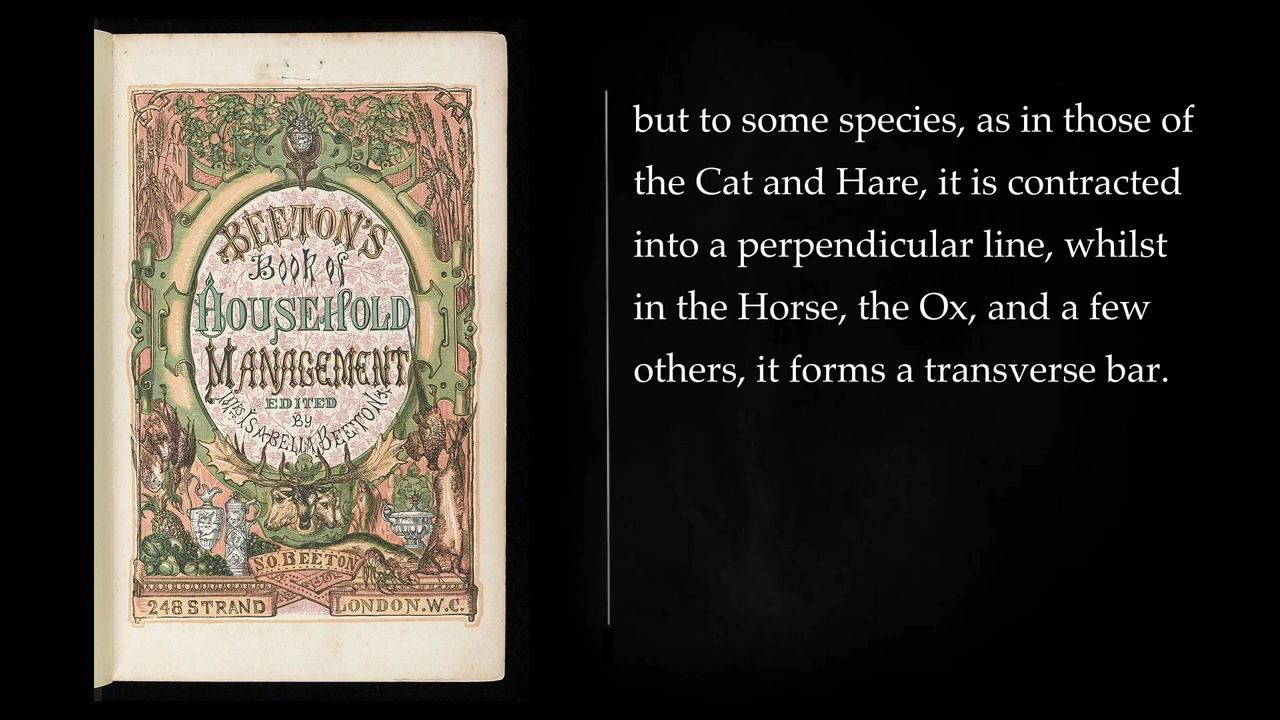 BEETON'S
Book of
HOUSEHOLD
MANAGEMENT
EDITED
BY
MRS ISABELLA BEETON
S.O. BEETON
248 STRAND
LONDON. W.C.
but to some species, as in those of
the Cat and Hare, it is contracted
into a perpendicular line, whilst
in the Horse, the Ox, and a few
others, it forms a transverse bar.